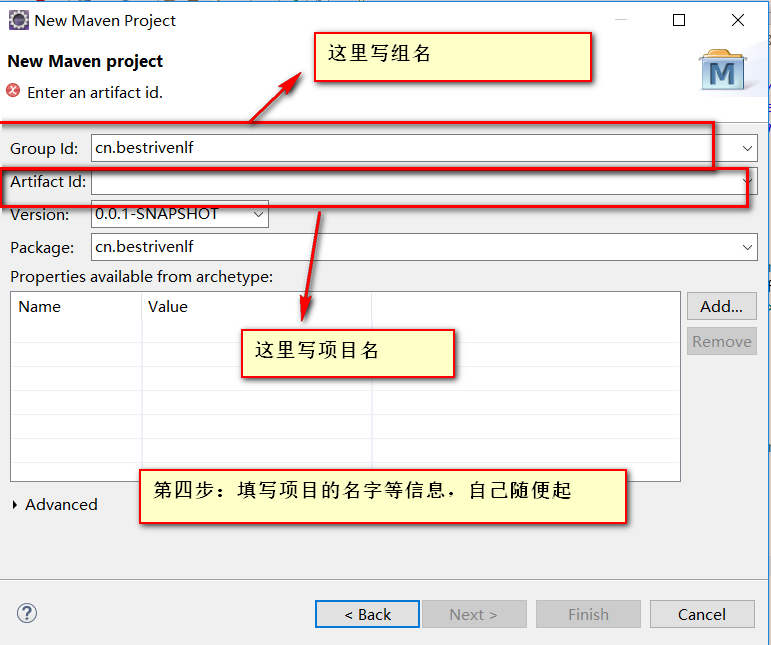 New Maven Project
New Maven project
Enter an artifact id.
这里写组名
M
Group Id: cn.bestrivenlf
Artifact Id:
Version: 0.0.1-SNAPSHOT
Package: cn.bestrivenlf
Properties available from archetype:
Name Value
Add...
Remove
这里写项目名
第四步：填写项目的名字等信息，自己随便起
Advanced
?
< Back Next > Finish Cancel